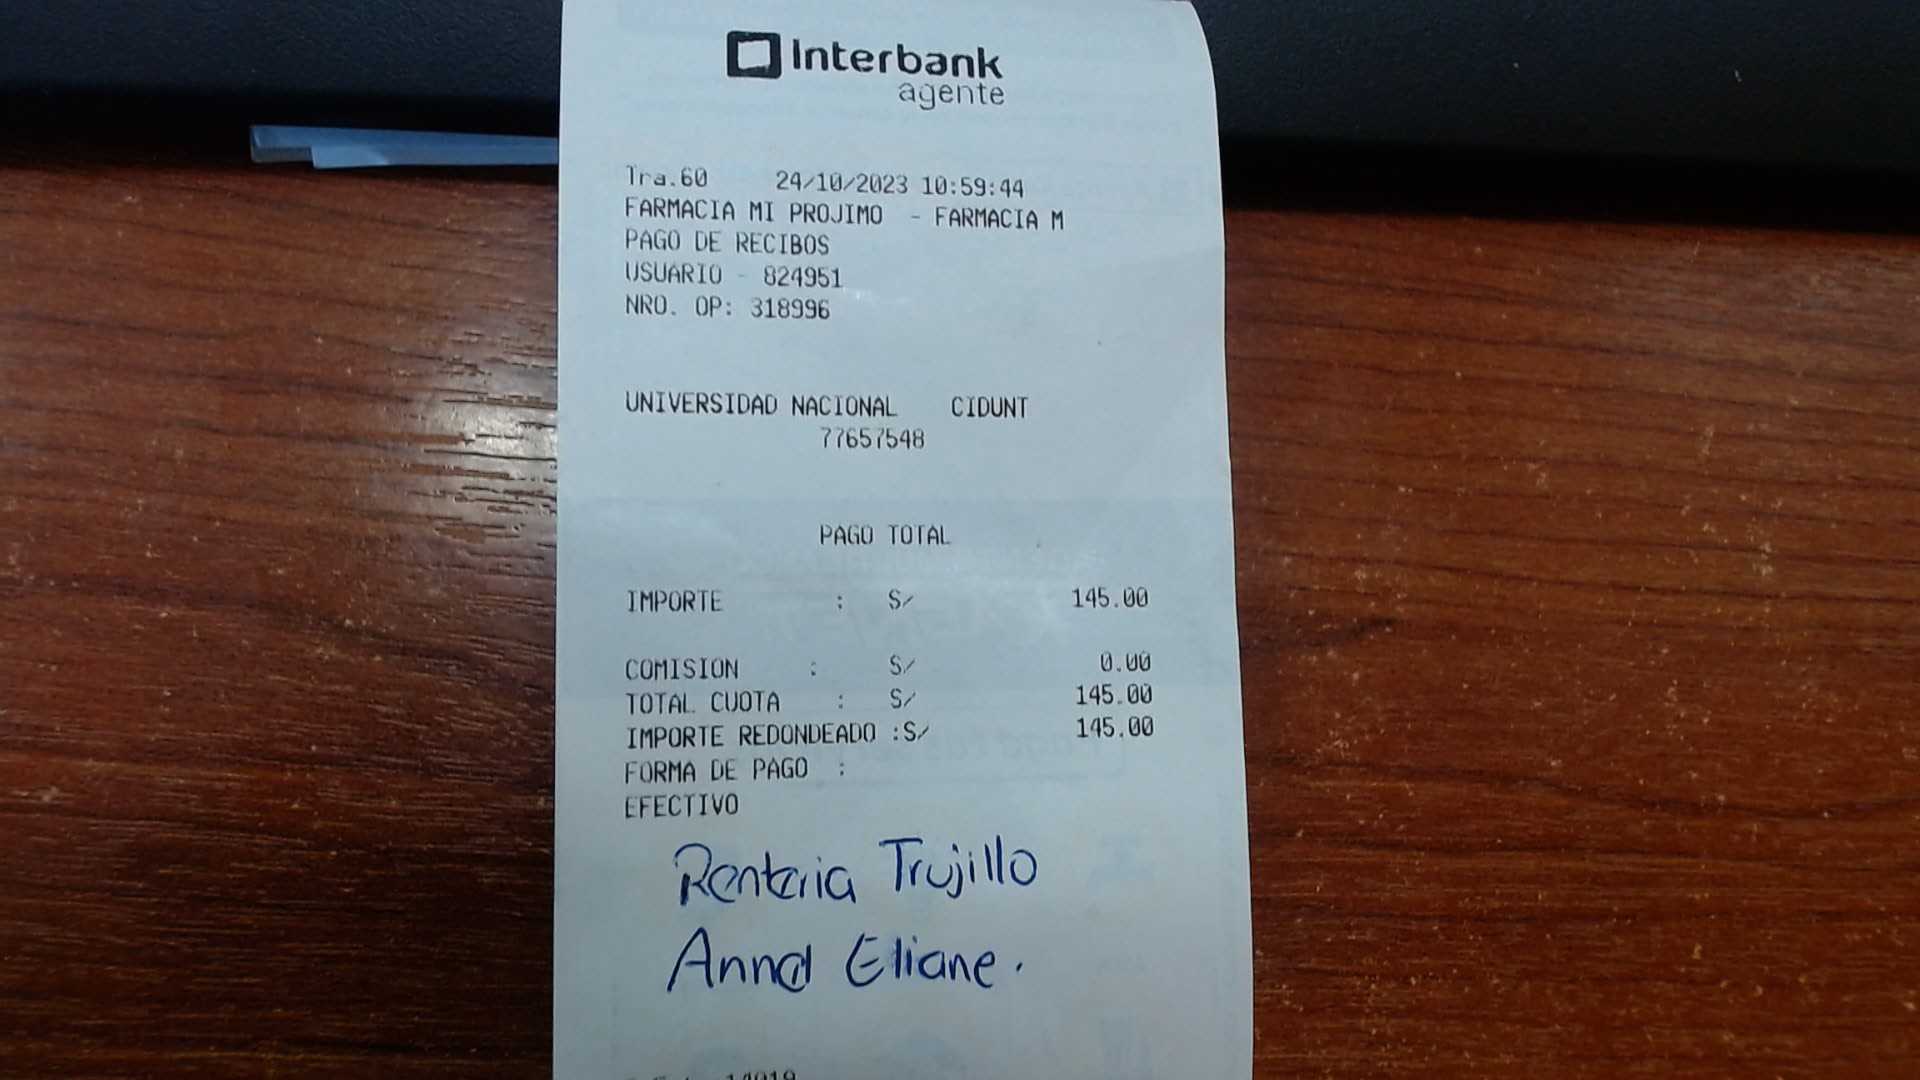 Interbank
agente
Tra.60 24/10/2023 10:59:44
FARMACIA MI PROJIMO - FARMACIA M
PAGO DE RECIBOS
USUARIO - 824951
NRO. OP: 318996
UNIVERSIDAD NACIONAL CIDUNT
77657548
PAGO TOTAL
IMPORTE : S/ 145.00
COMISION : S/ 0.00
TOTAL CUOTA : S/ 145.00
IMPORTE REDONDEADO :S/ 145.00
FORMA DE PAGO :
EFECTIVO
Renteria Trujillo
Anna Eliane.